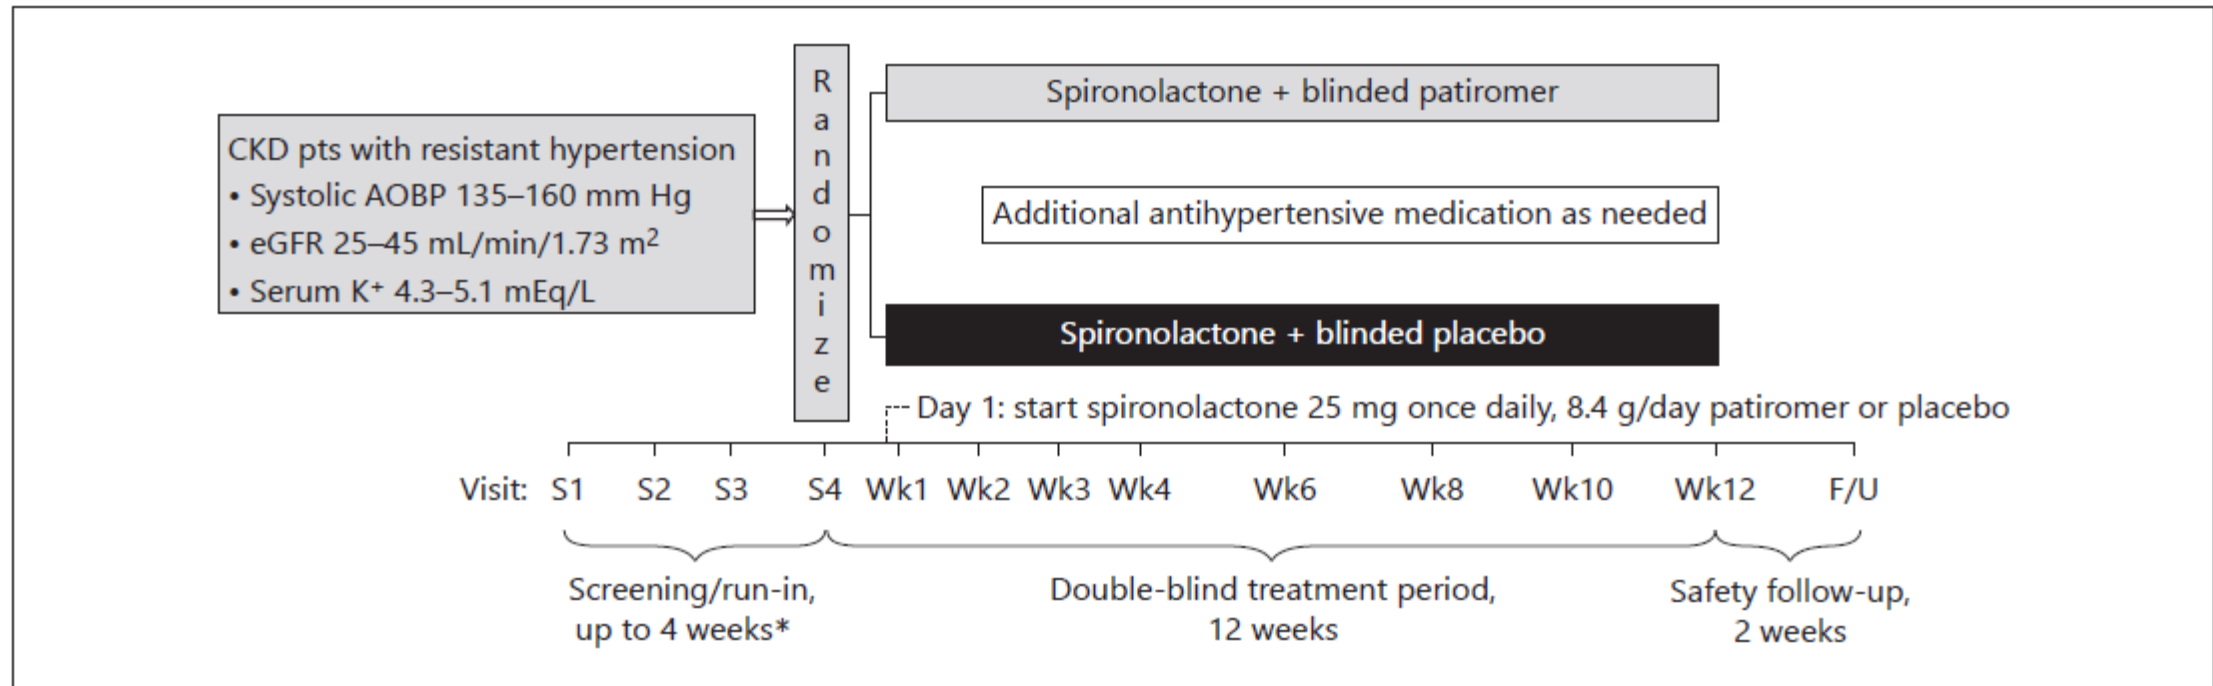 CKD pts with resistant hypertension
• Systolic AOBP 135–160 mm Hg
• eGFR 25–45 mL/min/1.73 m²
• Serum K⁺ 4.3–5.1 mEq/L
Randomize
Spironolactone + blinded patiromer
Additional antihypertensive medication as needed
Spironolactone + blinded placebo
Day 1: start spironolactone 25 mg once daily, 8.4 g/day patiromer or placebo
Visit: S1 S2 S3 S4 Wk1 Wk2 Wk3 Wk4 Wk6 Wk8 Wk10 Wk12 F/U
Screening/run-in,
up to 4 weeks*
Double-blind treatment period,
12 weeks
Safety follow-up,
2 weeks